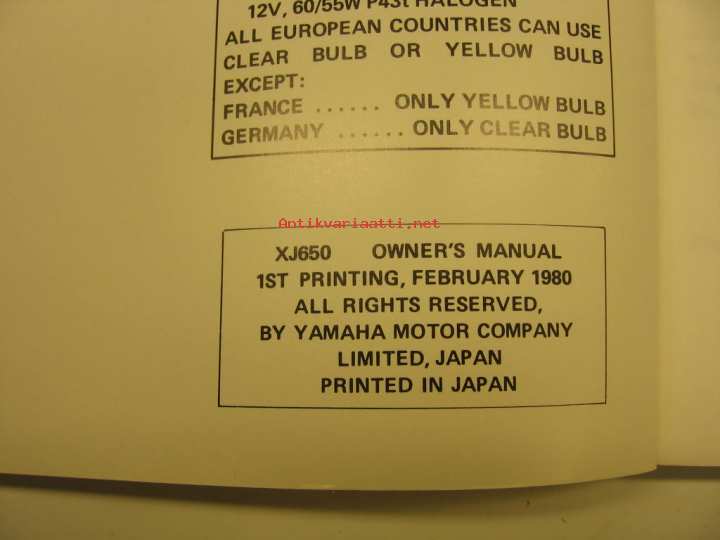 12V, 60/55W P43t HALOGEN
ALL EUROPEAN COUNTRIES CAN USE
CLEAR BULB OR YELLOW BULB
EXCEPT:
FRANCE ...... ONLY YELLOW BULB
GERMANY ...... ONLY CLEAR BULB
Antikvariaatti.net
XJ650 OWNER'S MANUAL
1ST PRINTING, FEBRUARY 1980
ALL RIGHTS RESERVED,
BY YAMAHA MOTOR COMPANY
LIMITED, JAPAN
PRINTED IN JAPAN